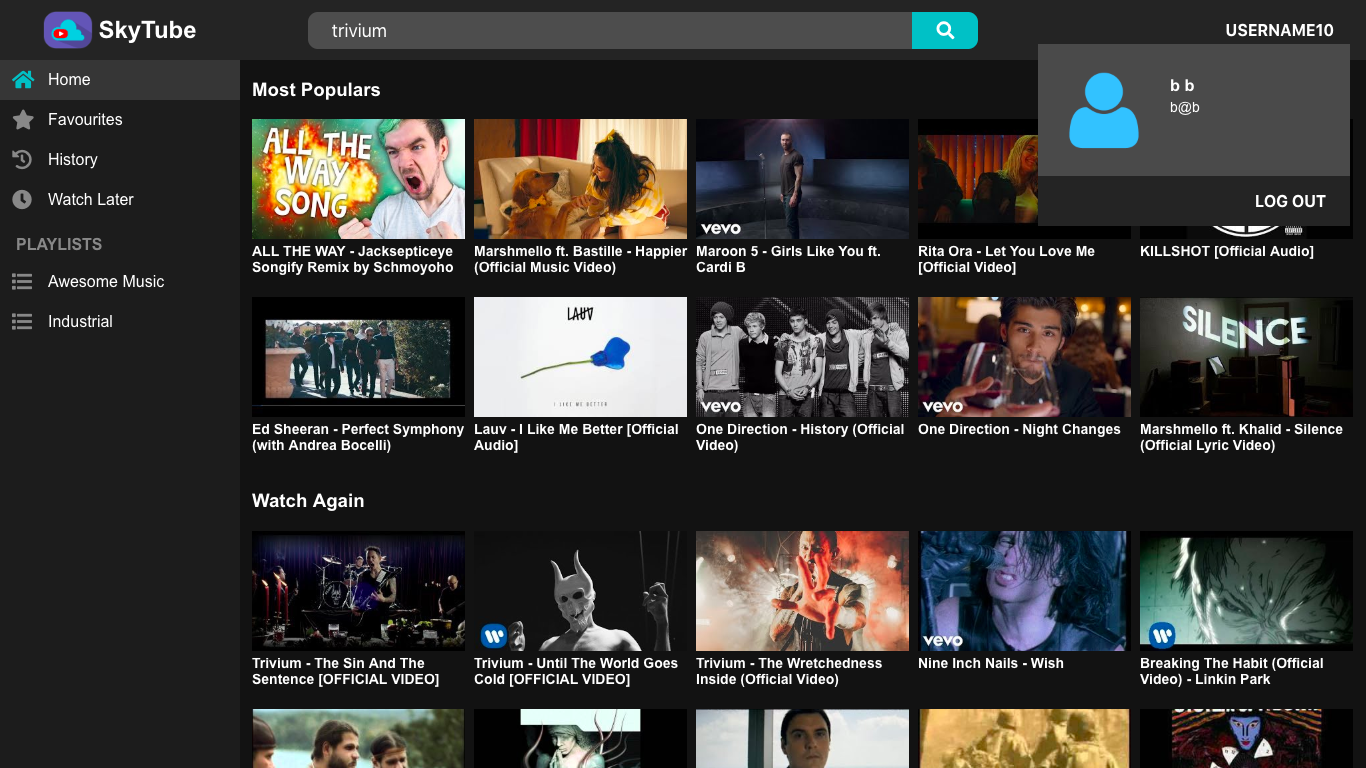 SkyTube
trivium
USERNAME10
b b
b@b
LOG OUT
Home
Favourites
History
Watch Later
PLAYLISTS
Awesome Music
Industrial
Most Populars
ALL THE
WAY
SONG
vevo
ALL THE WAY - Jacksepticeye
Songify Remix by Schmoyoho
Marshmello ft. Bastille - Happier
(Official Music Video)
Maroon 5 - Girls Like You ft.
Cardi B
Rita Ora - Let You Love Me
[Official Video]
KILLSHOT [Official Audio]
LAUV
I LIKE ME BETTER
vevo
vevo
SILENCE
Ed Sheeran - Perfect Symphony
(with Andrea Bocelli)
Lauv - I Like Me Better [Official
Audio]
One Direction - History (Official
Video)
One Direction - Night Changes
Marshmello ft. Khalid - Silence
(Official Lyric Video)
Watch Again
vevo
Trivium - The Sin And The
Sentence [OFFICIAL VIDEO]
Trivium - Until The World Goes
Cold [OFFICIAL VIDEO]
Trivium - The Wretchedness
Inside (Official Video)
Nine Inch Nails - Wish
Breaking The Habit (Official
Video) - Linkin Park